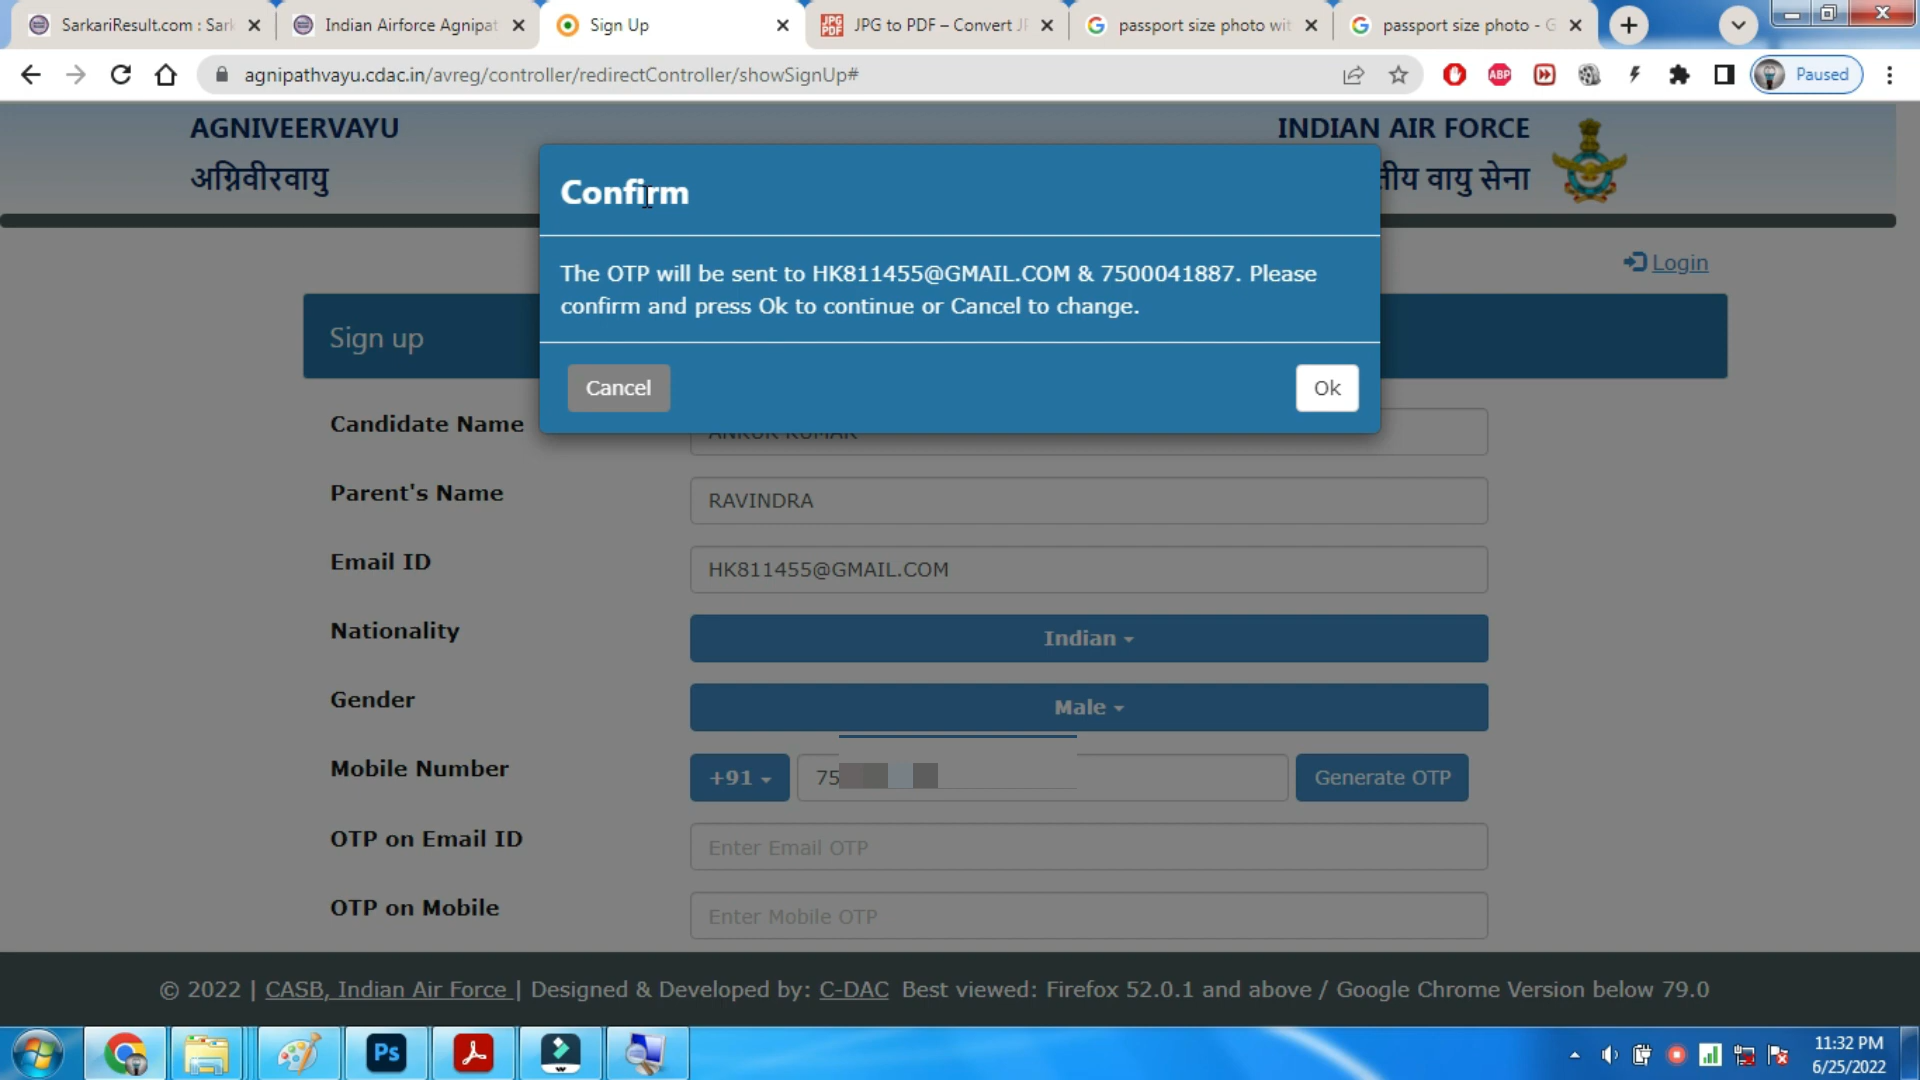 SarkariResult.com : Sark
Indian Airforce Agnipat
Sign Up
JPG to PDF – Convert JF
passport size photo wit
passport size photo - G
agnipathvayu.cdac.in/avreg/controller/redirectController/showSignUp#
ABP
Paused
AGNIVEERVAYU
INDIAN AIR FORCE
अग्निवीरवायु
तीय वायु सेना
Confirm
Login
The OTP will be sent to HK811455@GMAIL.COM & 7500041887. Please
confirm and press Ok to continue or Cancel to change.
Sign up
Cancel
Ok
Candidate Name
ANKUR KUMAR
Parent's Name
RAVINDRA
Email ID
HK811455@GMAIL.COM
Nationality
Indian
Gender
Male
Mobile Number
+91
75
Generate OTP
OTP on Email ID
Enter Email OTP
OTP on Mobile
Enter Mobile OTP
© 2022 | CASB, Indian Air Force | Designed & Developed by: C-DAC Best viewed: Firefox 52.0.1 and above / Google Chrome Version below 79.0
Ps
11:32 PM
6/25/2022